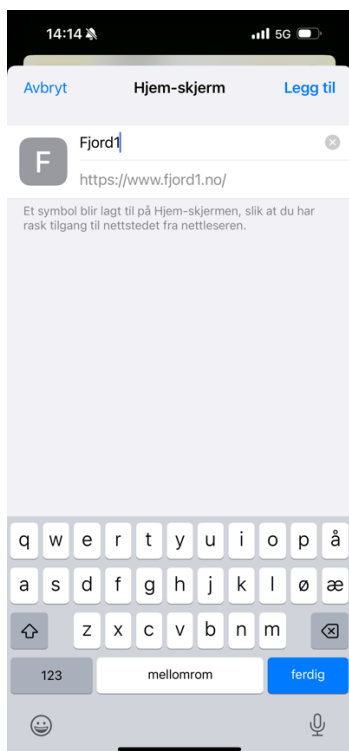 14:14 5G
Avbryt Hjem-skjerm Legg til
F Fjord1
https://www.fjord1.no/
Et symbol blir lagt til på Hjem-skjermen, slik at du har
rask tilgang til nettstedet fra nettleseren.
q w e r t y u i o p å
a s d f g h j k l ø æ
z x c v b n m
123 mellomrom ferdig